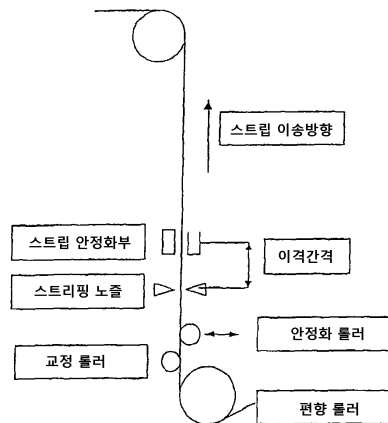 스트립 이송방향
스트립 안정화부
이격간격
스트리핑 노즐
안정화 롤러
교정 롤러
편향 롤러